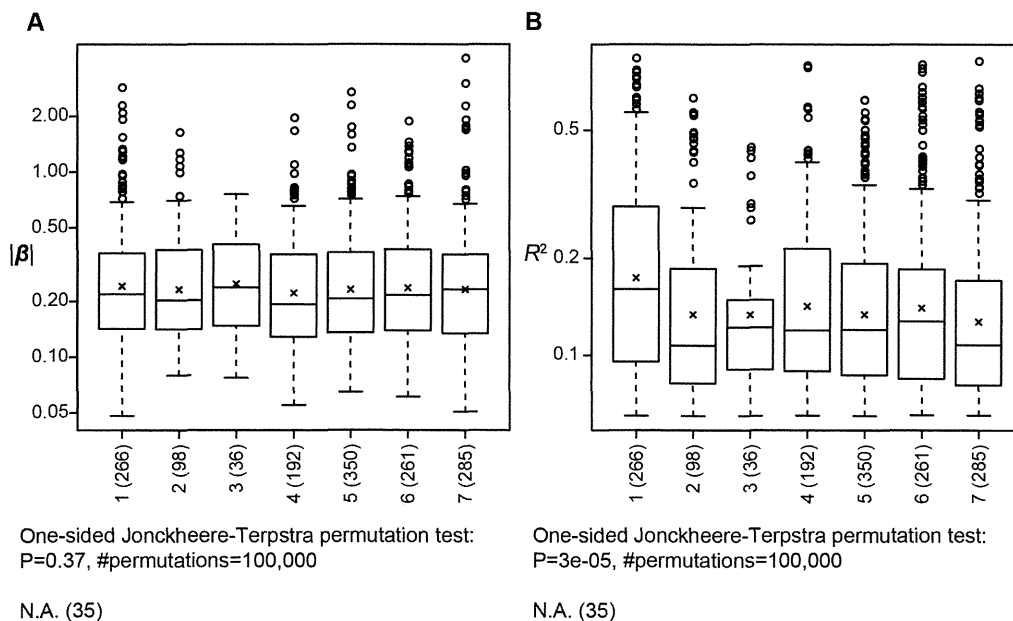 A
B
2.00
1.00
0.50
|β|
0.20
0.10
0.05
1 (266)
2 (98)
3 (36)
4 (192)
5 (350)
6 (261)
7 (285)
0.5
R²
0.2
0.1
1 (266)
2 (98)
3 (36)
4 (192)
5 (350)
6 (261)
7 (285)
One-sided Jonckheere-Terpstra permutation test:
P=0.37, #permutations=100,000
N.A. (35)
One-sided Jonckheere-Terpstra permutation test:
P=3e-05, #permutations=100,000
N.A. (35)